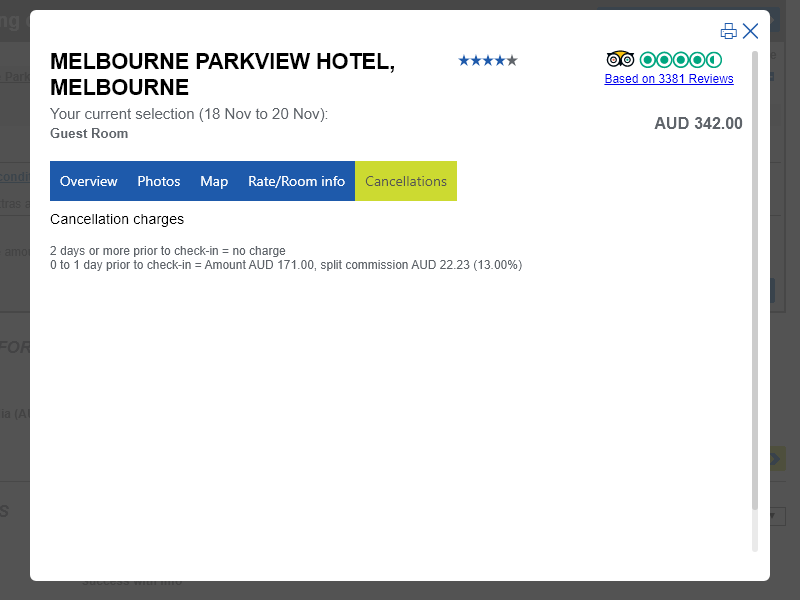 MELBOURNE PARKVIEW HOTEL,
MELBOURNE
Based on 3381 Reviews
Your current selection (18 Nov to 20 Nov):
Guest Room
AUD 342.00
Overview Photos Map Rate/Room info Cancellations
Cancellation charges
2 days or more prior to check-in = no charge
0 to 1 day prior to check-in = Amount AUD 171.00, split commission AUD 22.23 (13.00%)